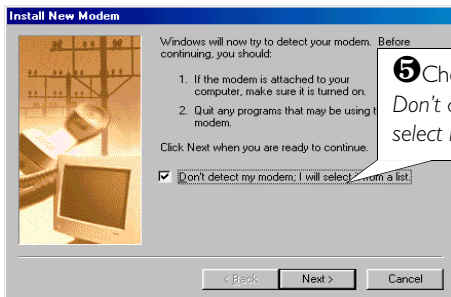 Install New Modem
Windows will now try to detect your modem. Before
continuing, you should:
1. If the modem is attached to your
computer, make sure it is turned on.
2. Quit any programs that may be using
modem.
Click Next when you are ready to continue.
Don't detect my modem; I will select from a list.
❺
Don't
select
< Back
Next >
Cancel